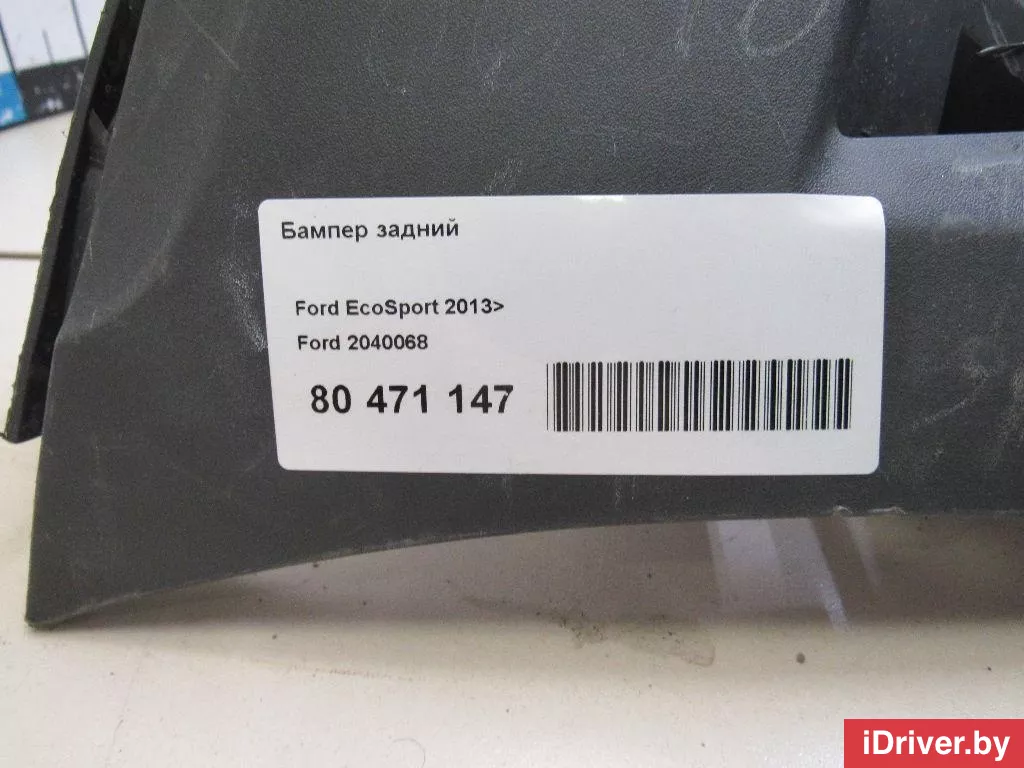 Бампер задний
Ford EcoSport 2013>
Ford 2040068
80 471 147
iDriver.by